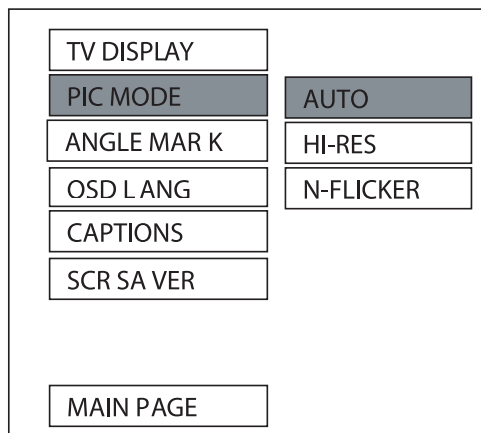 TV DISPLAY
PIC MODE
AUTO
ANGLE MAR K
HI-RES
OSD L ANG
N-FLICKER
CAPTIONS
SCR SA VER
MAIN PAGE